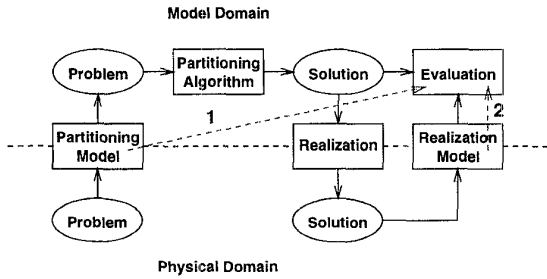 Model Domain
Problem
Partitioning
Algorithm
Solution
Evaluation
1
2
Partitioning
Model
Realization
Realization
Model
Problem
Solution
Physical Domain